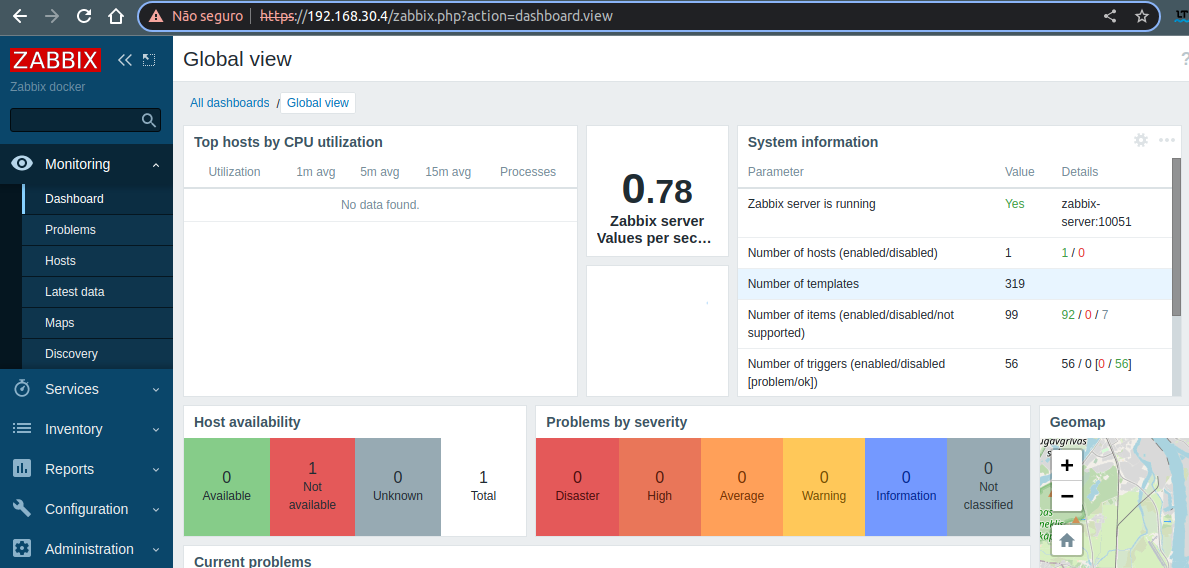 Não seguro | https://192.168.30.4/zabbix.php?action=dashboard.view
ZABBIX
Zabbix docker
Global view
?
All dashboards / Global view
Monitoring
Dashboard
Problems
Hosts
Latest data
Maps
Discovery
Services
Inventory
Reports
Configuration
Administration
Top hosts by CPU utilization
Utilization 1m avg 5m avg 15m avg Processes
No data found.
0.78
Zabbix server
Values per sec…
System information
Parameter Value Details
Zabbix server is running Yes zabbix-
server:10051
Number of hosts (enabled/disabled) 1 1 / 0
Number of templates 319
Number of items (enabled/disabled/not 99 92 / 0 / 7
supported)
Number of triggers (enabled/disabled 56 56 / 0 [0 / 56]
[problem/ok])
Host availability
0
Available
1
Not
available
0
Unknown
1
Total
Problems by severity
0
Disaster
0
High
0
Average
0
Warning
0
Information
0
Not
classified
Geomap
+
−
Current problems